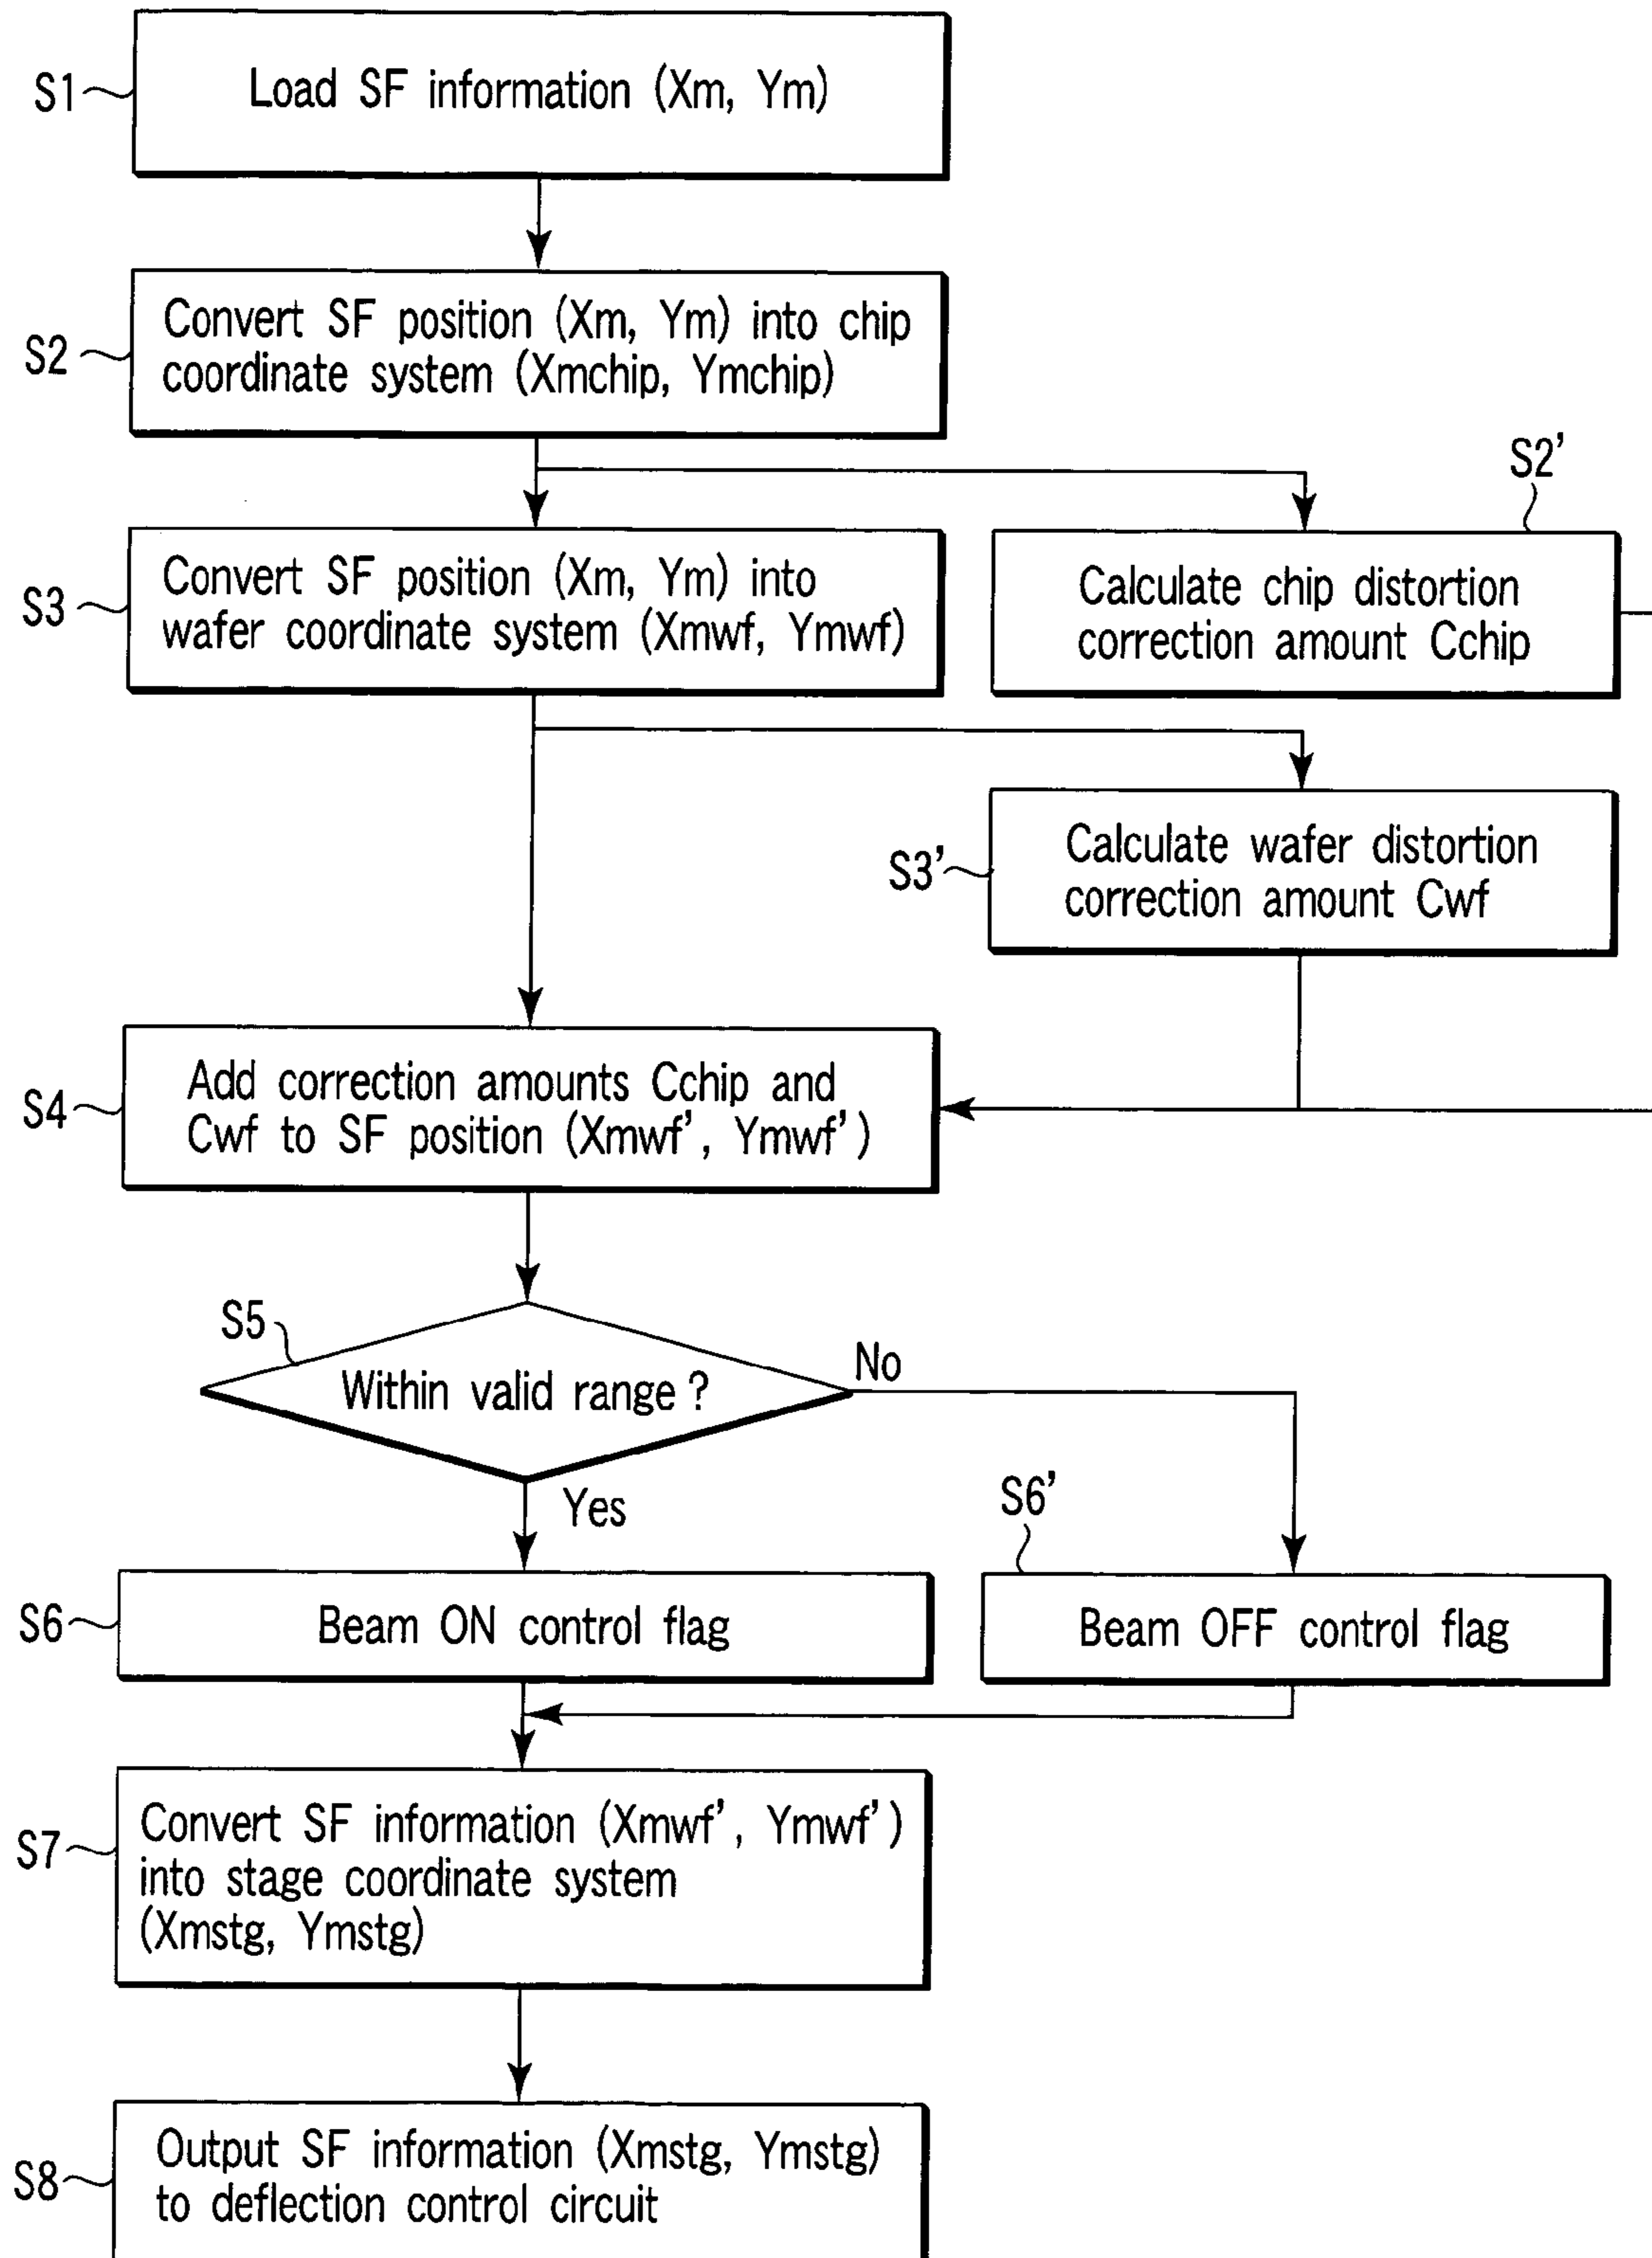 S1
Load SF information (Xm, Ym)
S2
Convert SF position (Xm, Ym) into chip
coordinate system (Xmchip, Ymchip)
S2'
S3
Convert SF position (Xm, Ym) into
wafer coordinate system (Xmwf, Ymwf)
Calculate chip distortion
correction amount Cchip
S3'
Calculate wafer distortion
correction amount Cwf
S4
Add correction amounts Cchip and
Cwf to SF position (Xmwf', Ymwf')
S5
Within valid range?
No
Yes
S6'
S6
Beam ON control flag
Beam OFF control flag
S7
Convert SF information (Xmwf', Ymwf')
into stage coordinate system
(Xmstg, Ymstg)
S8
Output SF information (Xmstg, Ymstg)
to deflection control circuit